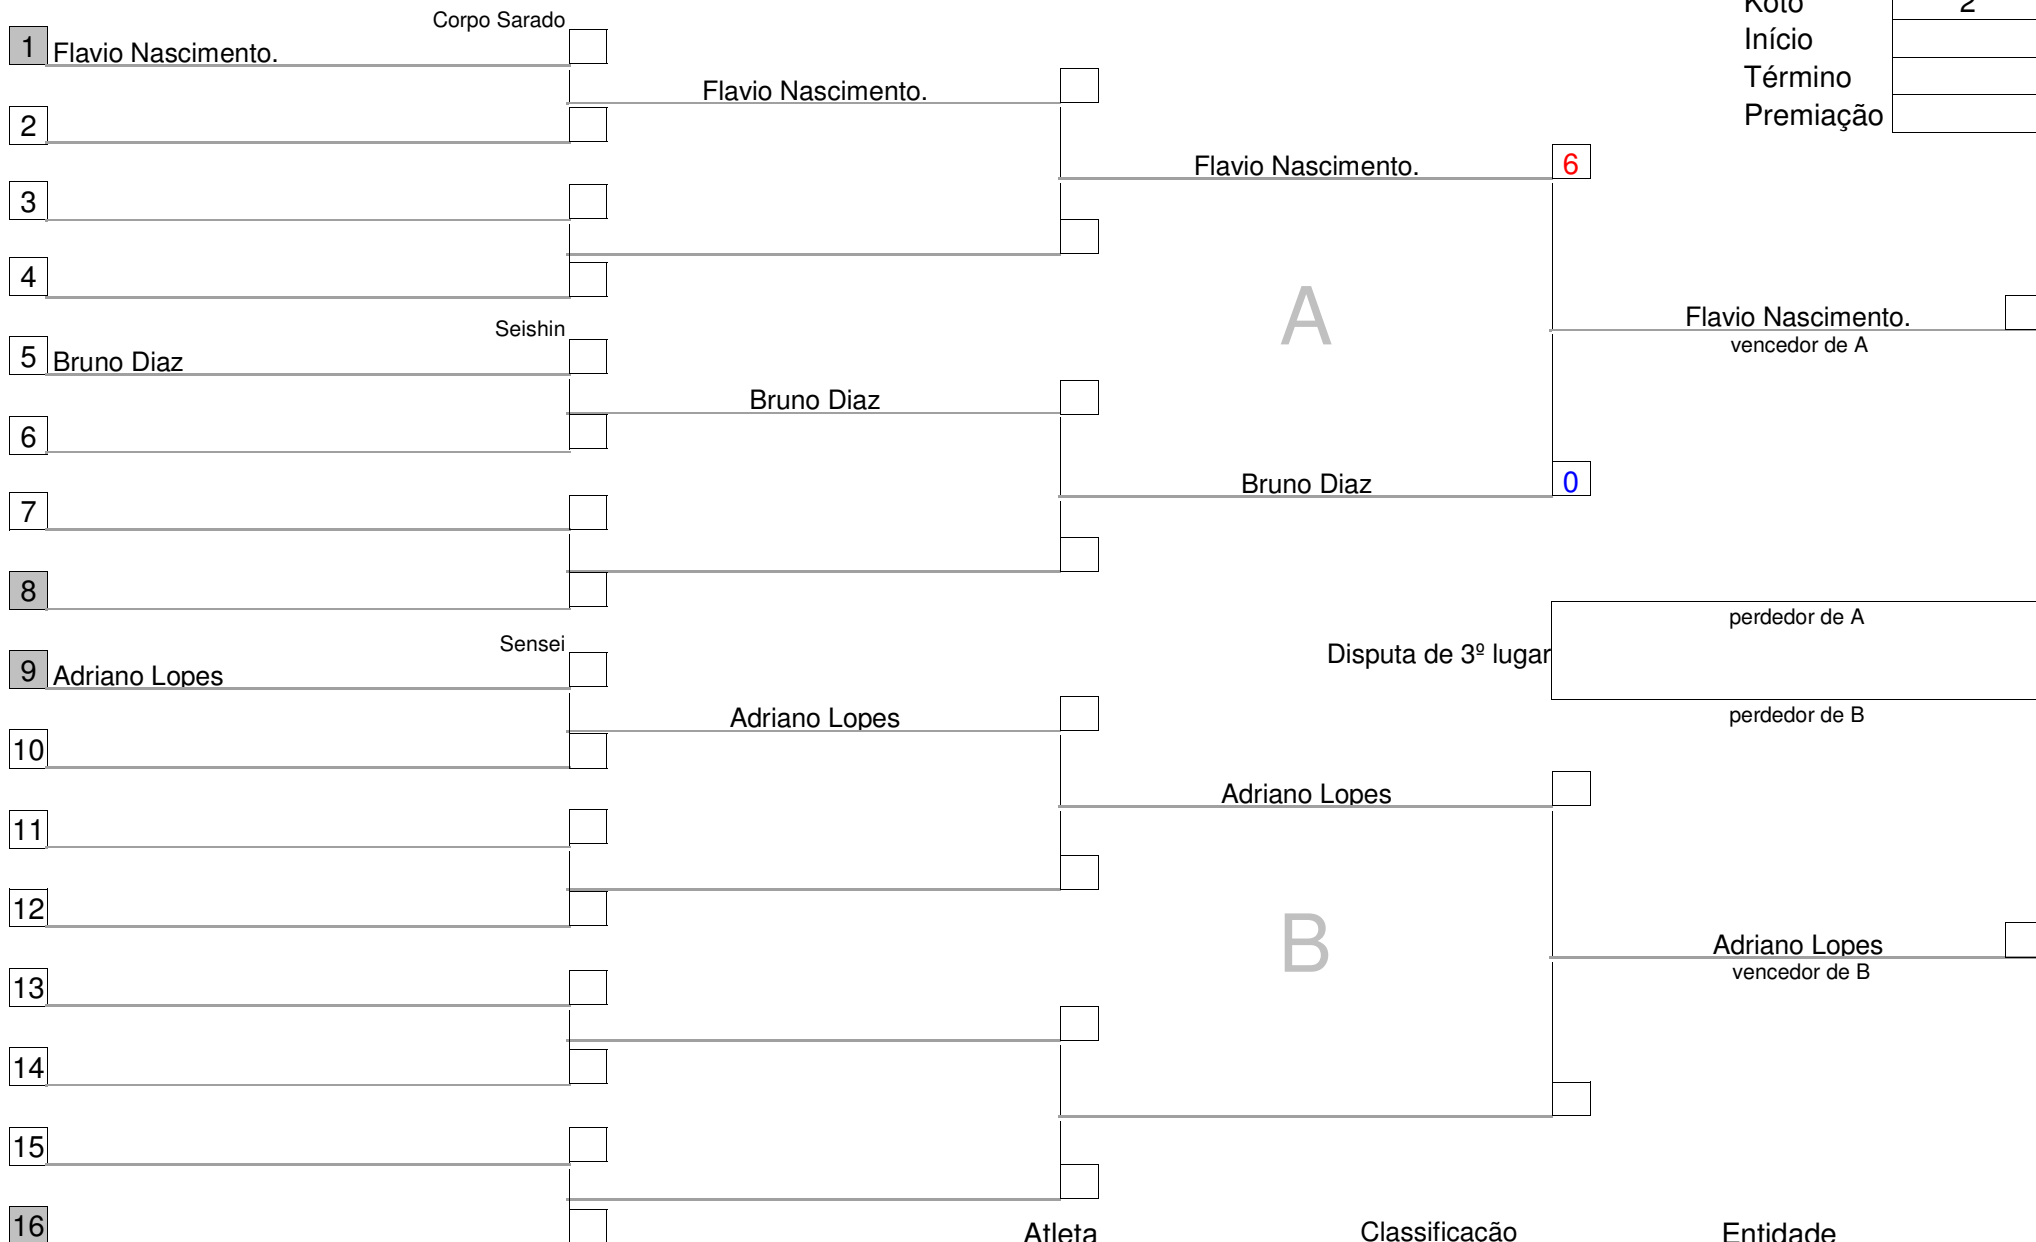 Koto 2
Corpo Sarado
1 Flavio Nascimento.
Início
Término
Flavio Nascimento.
Premiação
2
Flavio Nascimento. 6
3
4
A
Flavio Nascimento.
vencedor de A
Seishin
5 Bruno Diaz
Bruno Diaz
6
Bruno Diaz 0
7
8
perdedor de A
Sensei
Disputa de 3º lugar
9 Adriano Lopes
Adriano Lopes
perdedor de B
10
Adriano Lopes
11
12
B
Adriano Lopes
vencedor de B
13
14
15
16
Atleta Classificação Entidade